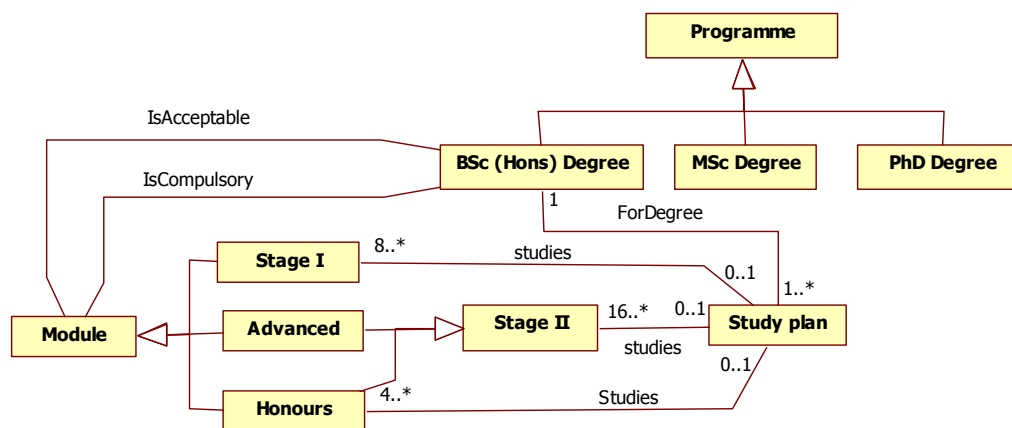 Programme
IsAcceptable
BSc (Hons) Degree
MSc Degree
PhD Degree
IsCompulsory
1
ForDegree
8..*
studies
Stage I
0..1
1..*
Module
Advanced
Stage II
16..*
0..1
Study plan
studies
0..1
4..*
Studies
Honours